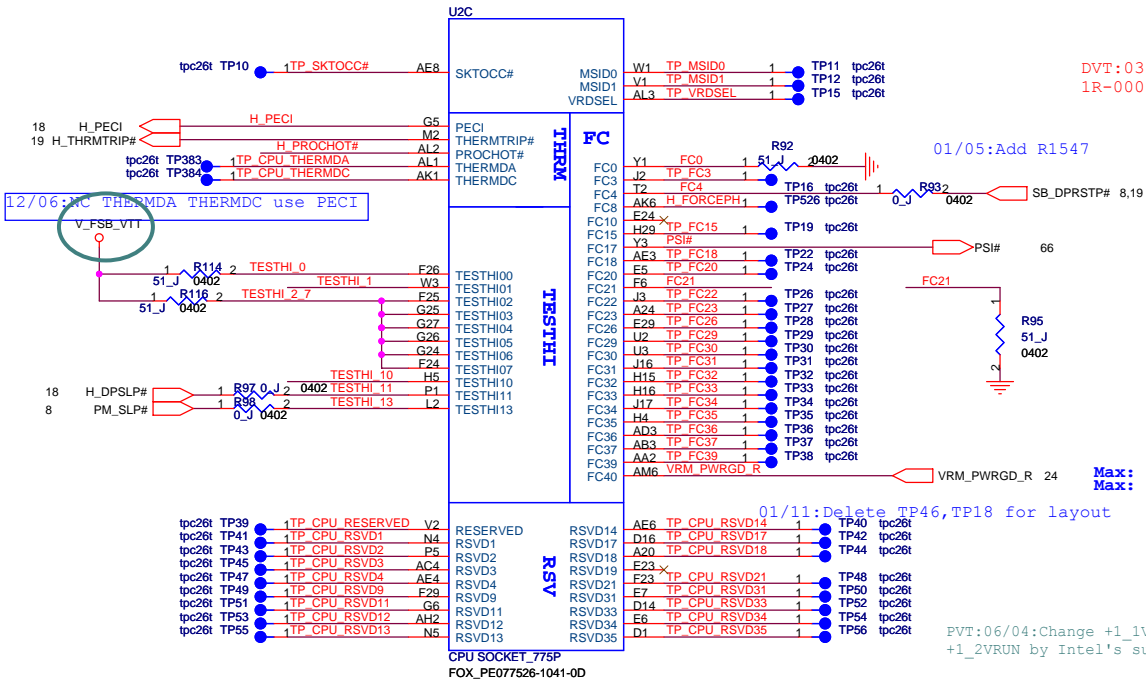 U2C
tpc26t TP10 1 TP_SKTOCC# AE8 SKTOCC#
MSID0 W1 TP_MSID0 1 TP11 tpc26t
MSID1 V1 TP_MSID1 1 TP12 tpc26t
VRDSEL AL3 TP_VRDSEL 1 TP15 tpc26t
DVT:03
1R-000
18 H_PECI H_PECI G5 PECI
19 H_THRMTRIP# M2 THERMTRIP#
H_PROCHOT# AL2 PROCHOT#
tpc26t TP383 1 TP_CPU_THERMDA AL1 THERMDA
tpc26t TP384 1 TP_CPU_THERMDC AK1 THERMDC
THRM
FC
12/06:NC THERMDA THERMDC use PECI
V_FSB_VTT
01/05:Add R1547
FC0 Y1 FC0 1 R92 2 51_J 0402
FC3 J2 TP_FC3 1 TP16 tpc26t
FC4 T2 FC4 1 R93 2 0_J 0402 SB_DPRSTP# 8,19
FC8 AK6 H_FORCEPH 1 TP526 tpc26t
FC10 E24
FC15 H29 TP_FC15 1 TP19 tpc26t
FC17 Y3 PSI# PSI# 66
FC18 AE3 TP_FC18 1 TP22 tpc26t
FC20 E5 TP_FC20 1 TP24 tpc26t
FC21 F6 FC21 FC21
FC22 J3 TP_FC22 1 TP26 tpc26t
FC23 A24 TP_FC23 1 TP27 tpc26t
FC26 E29 TP_FC26 1 TP28 tpc26t
FC29 U2 TP_FC29 1 TP29 tpc26t
FC30 U3 TP_FC30 1 TP30 tpc26t
FC31 J16 TP_FC31 1 TP31 tpc26t
FC32 H15 TP_FC32 1 TP32 tpc26t
FC33 H16 TP_FC33 1 TP33 tpc26t
FC34 J17 TP_FC34 1 TP34 tpc26t
FC35 H4 TP_FC35 1 TP35 tpc26t
FC36 AD3 TP_FC36 1 TP36 tpc26t
FC37 AB3 TP_FC37 1 TP37 tpc26t
FC39 AA2 TP_FC39 1 TP38 tpc26t
FC40 AM6 VRM_PWRGD_R VRM_PWRGD_R 24
1
R95
51_J
0402
2
Max:
Max:
1 R114 2 51_J 0402 TESTHI_0 F26 TESTHI00
TESTHI_1 W3 TESTHI01
1 R116 2 51_J 0402 TESTHI_2_7 F25 TESTHI02
G25 TESTHI03
G27 TESTHI04
G26 TESTHI05
G24 TESTHI06
F24 TESTHI07
TESTHI_10 H5 TESTHI10
18 H_DPSLP# 1 R97 0_J 2 0402 TESTHI_11 P1 TESTHI11
8 PM_SLP# 1 R98 2 0_J 0402 TESTHI_13 L2 TESTHI13
TESTHI
01/11:Delete TP46,TP18 for layout
tpc26t TP39 1 TP_CPU_RESERVED V2 RESERVED
tpc26t TP41 1 TP_CPU_RSVD1 N4 RSVD1
tpc26t TP43 1 TP_CPU_RSVD2 P5 RSVD2
tpc26t TP45 1 TP_CPU_RSVD3 AC4 RSVD3
tpc26t TP47 1 TP_CPU_RSVD4 AE4 RSVD4
tpc26t TP49 1 TP_CPU_RSVD9 F29 RSVD9
tpc26t TP51 1 TP_CPU_RSVD11 G6 RSVD11
tpc26t TP53 1 TP_CPU_RSVD12 AH2 RSVD12
tpc26t TP55 1 TP_CPU_RSVD13 N5 RSVD13
RSV
RSVD14 AE6 TP_CPU_RSVD14 1 TP40 tpc26t
RSVD17 D16 TP_CPU_RSVD17 1 TP42 tpc26t
RSVD18 A20 TP_CPU_RSVD18 1 TP44 tpc26t
RSVD19 E23
RSVD21 F23 TP_CPU_RSVD21 1 TP48 tpc26t
RSVD31 E7 TP_CPU_RSVD31 1 TP50 tpc26t
RSVD33 D14 TP_CPU_RSVD33 1 TP52 tpc26t
RSVD34 E6 TP_CPU_RSVD34 1 TP54 tpc26t
RSVD35 D1 TP_CPU_RSVD35 1 TP56 tpc26t
PVT:06/04:Change +1_1V
+1_2VRUN by Intel's su
CPU SOCKET_775P
FOX_PE077526-1041-0D